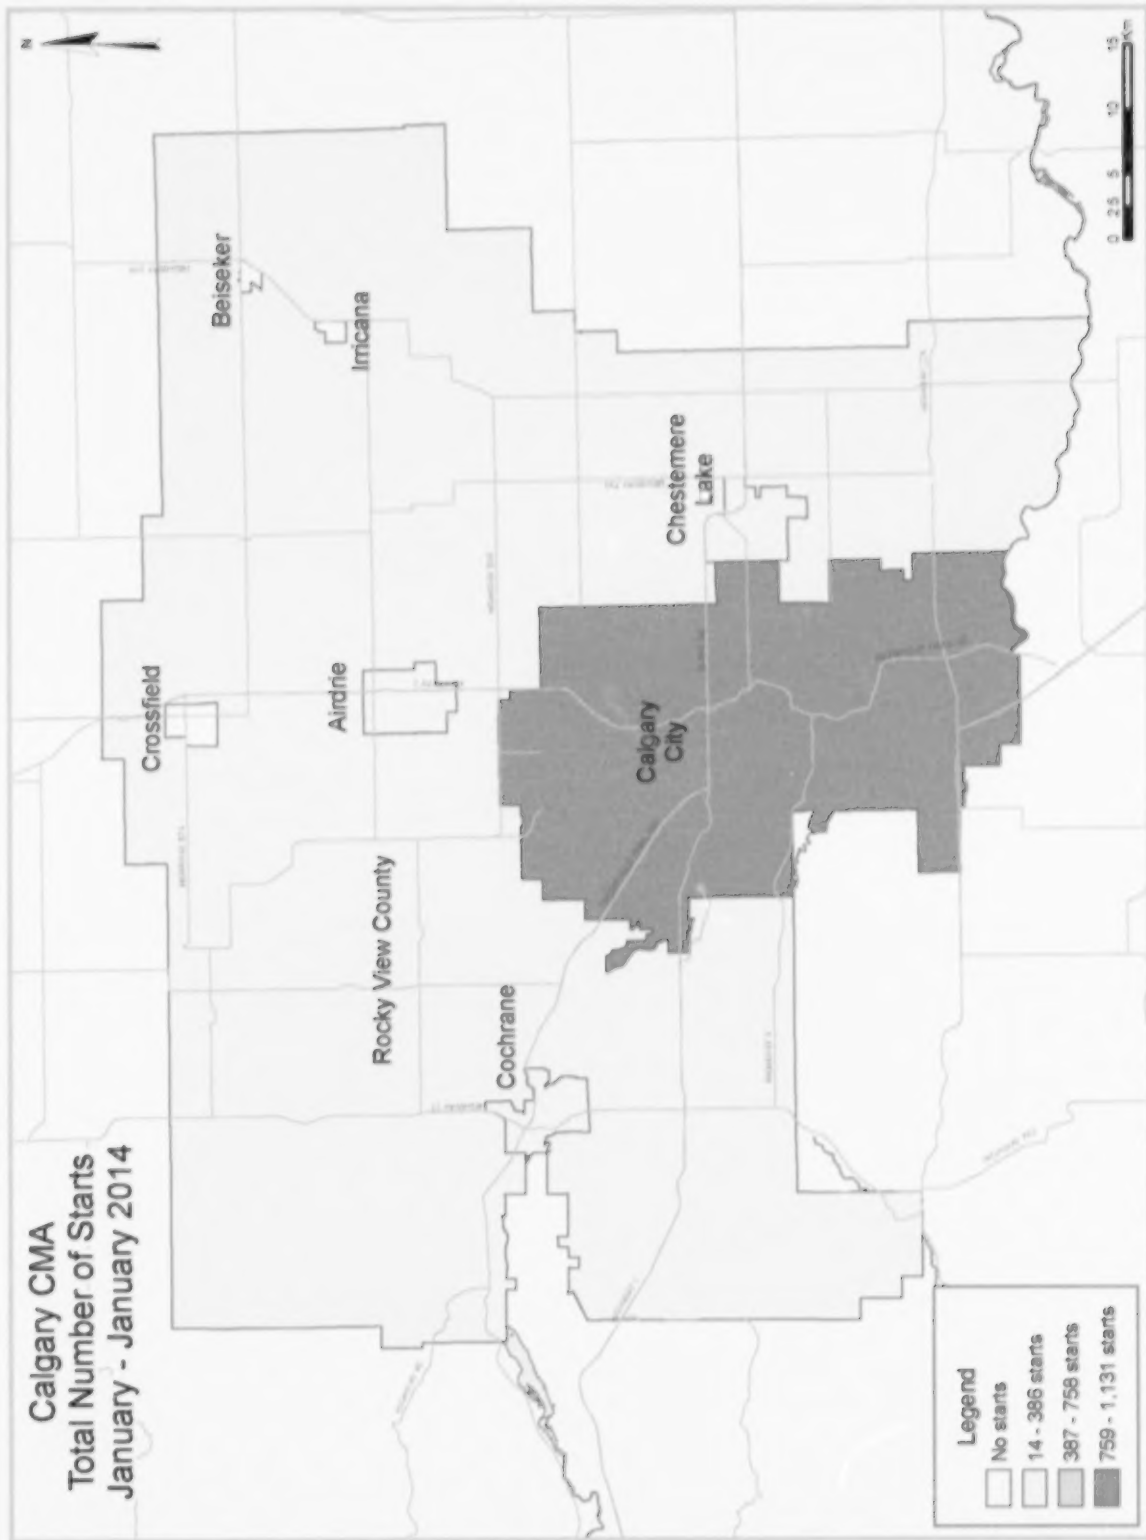 Calgary CMA
Total Number of Starts
January - January 2014
N
Crossfield
Beiseker
Irricana
Airdrie
Rocky View County
Cochrane
Calgary
City
Chestemere
Lake
Legend
No starts
14 - 386 starts
387 - 758 starts
759 - 1,131 starts
0 2.5 5 10 15
Km